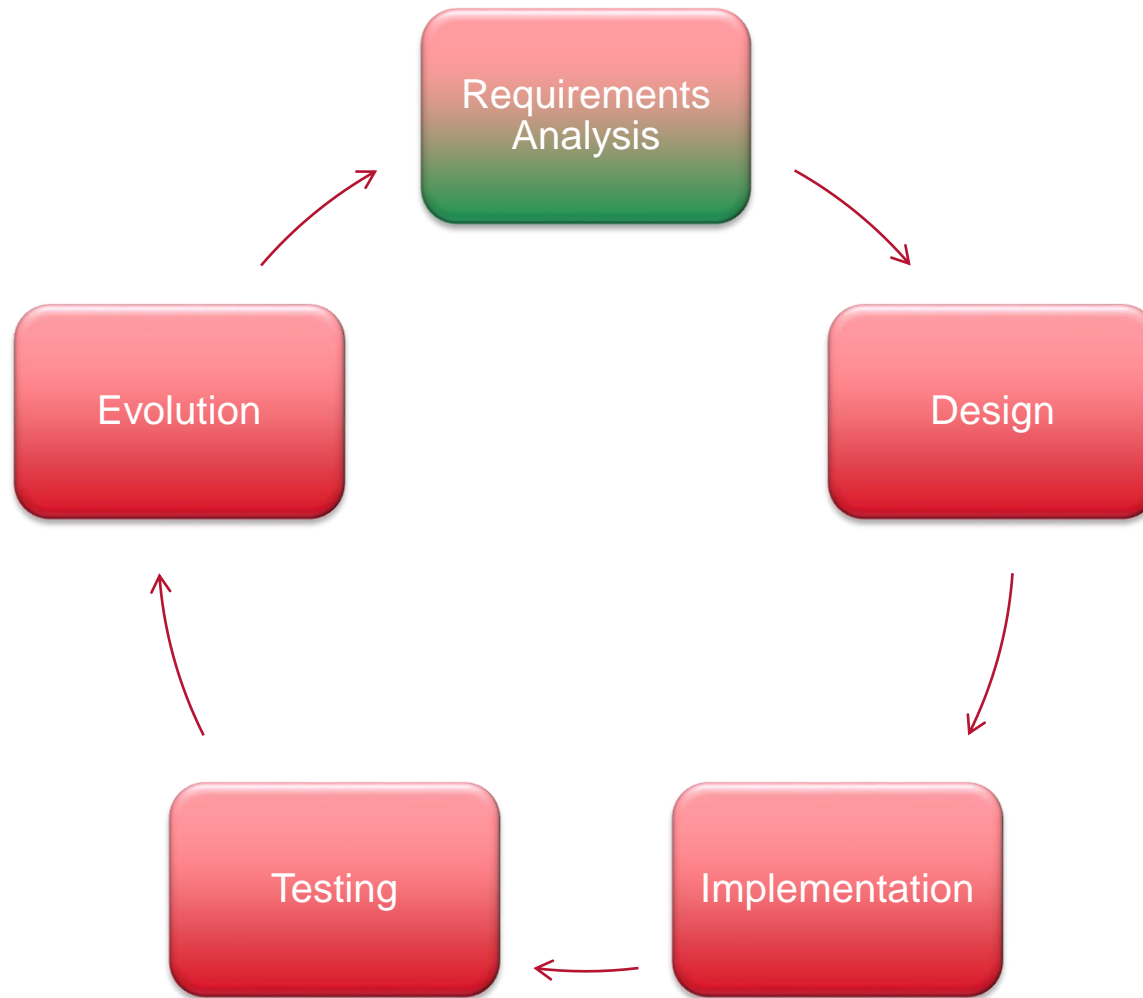 Requirements
Analysis
Evolution
Design
Testing
Implementation